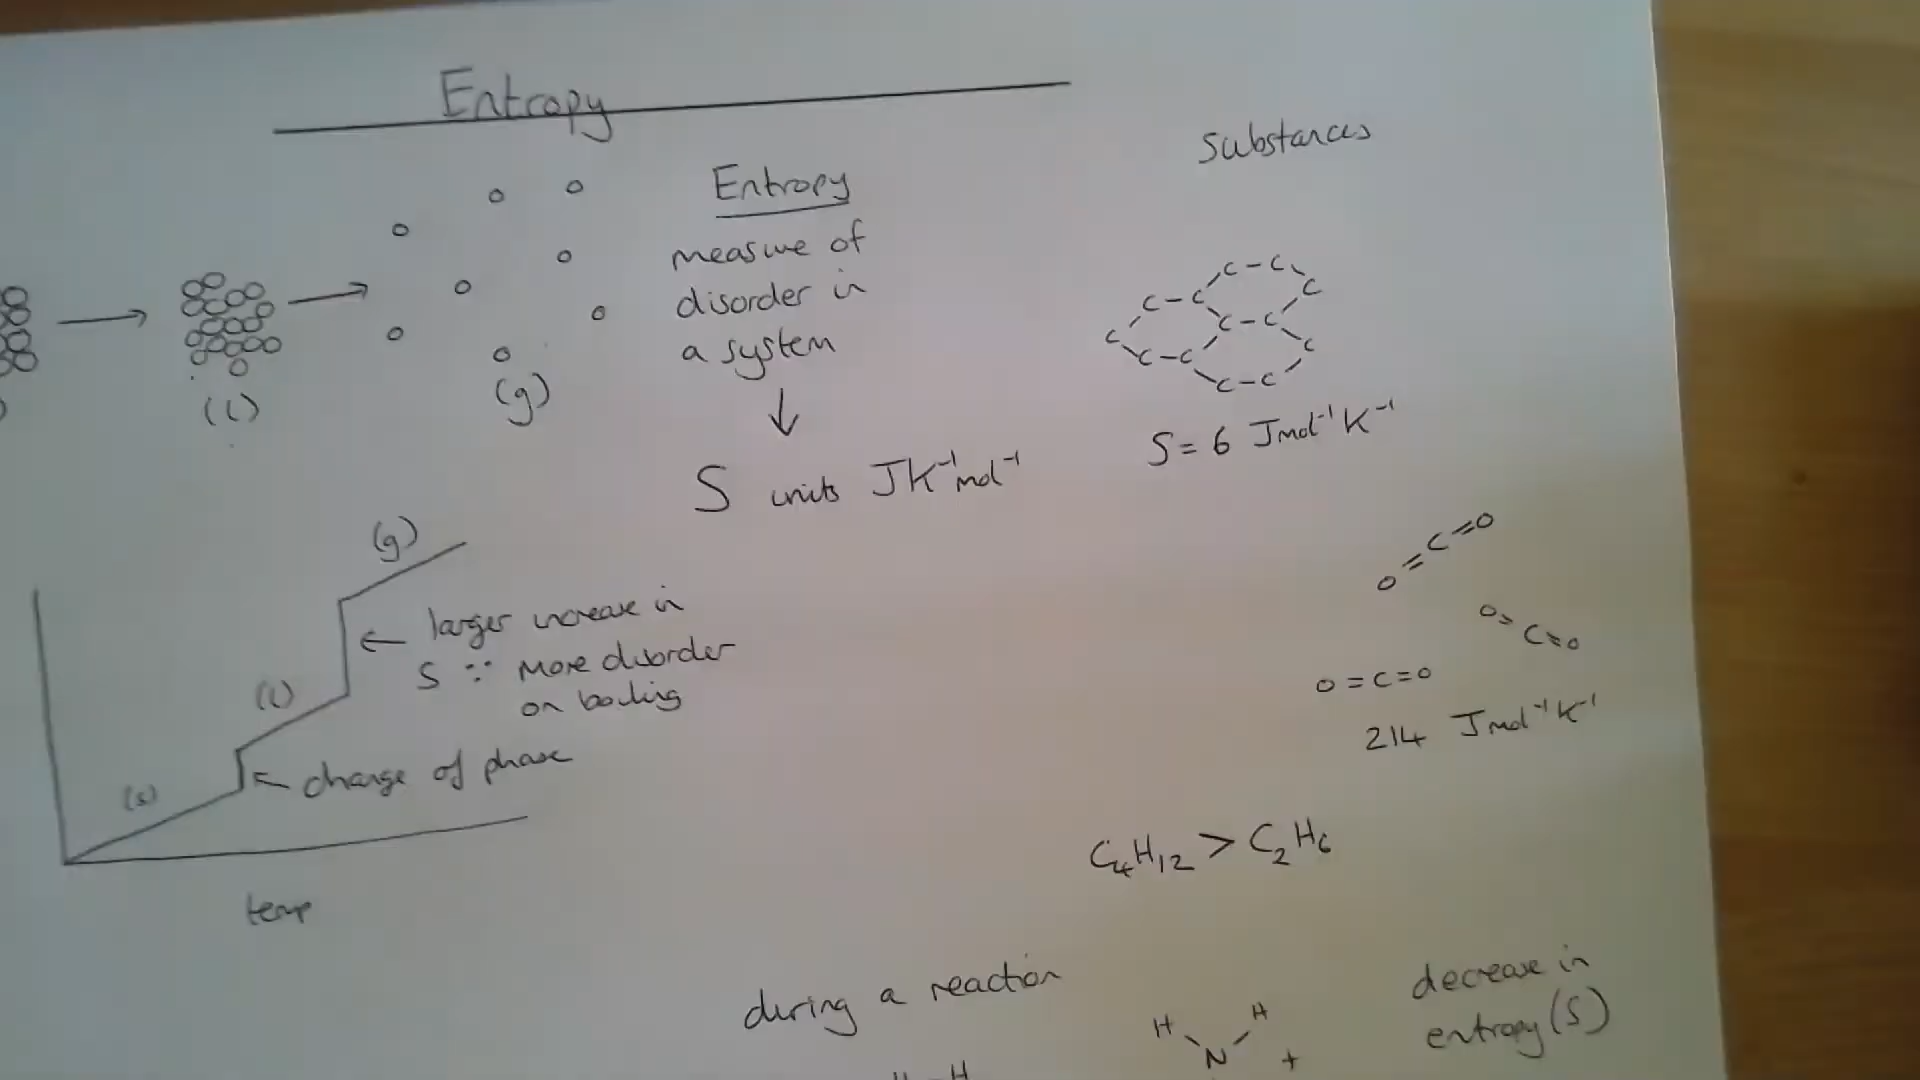 Entropy
Substances
Entropy
measure of
disorder in
a system
(l)
(g)
S units JK⁻¹mol⁻¹
C-C
C-C C
C C-C
C-C C
C-C
S = 6 Jmol⁻¹K⁻¹
O=C=O
O=C=O
O=C=O
214 Jmol⁻¹K⁻¹
(g)
larger increase in
S ∵ more disorder
on boiling
(l)
change of phase
(s)
temp
C₄H₁₂ > C₂H₆
during a reaction
decrease in
entropy (S)
H H
N +
H